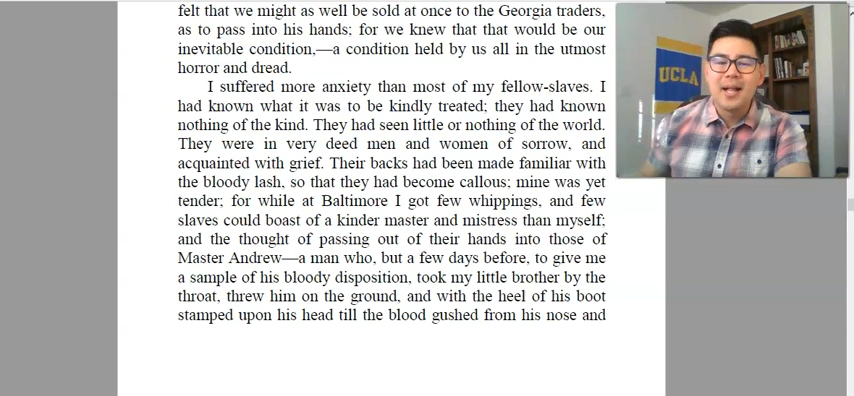 felt that we might as well be sold at once to the Georgia traders,
as to pass into his hands; for we knew that that would be our
inevitable condition,—a condition held by us all in the utmost
horror and dread.
I suffered more anxiety than most of my fellow-slaves. I
had known what it was to be kindly treated; they had known
nothing of the kind. They had seen little or nothing of the world.
They were in very deed men and women of sorrow, and
acquainted with grief. Their backs had been made familiar with
the bloody lash, so that they had become callous; mine was yet
tender; for while at Baltimore I got few whippings, and few
slaves could boast of a kinder master and mistress than myself;
and the thought of passing out of their hands into those of
Master Andrew—a man who, but a few days before, to give me
a sample of his bloody disposition, took my little brother by the
throat, threw him on the ground, and with the heel of his boot
stamped upon his head till the blood gushed from his nose and
UCLA